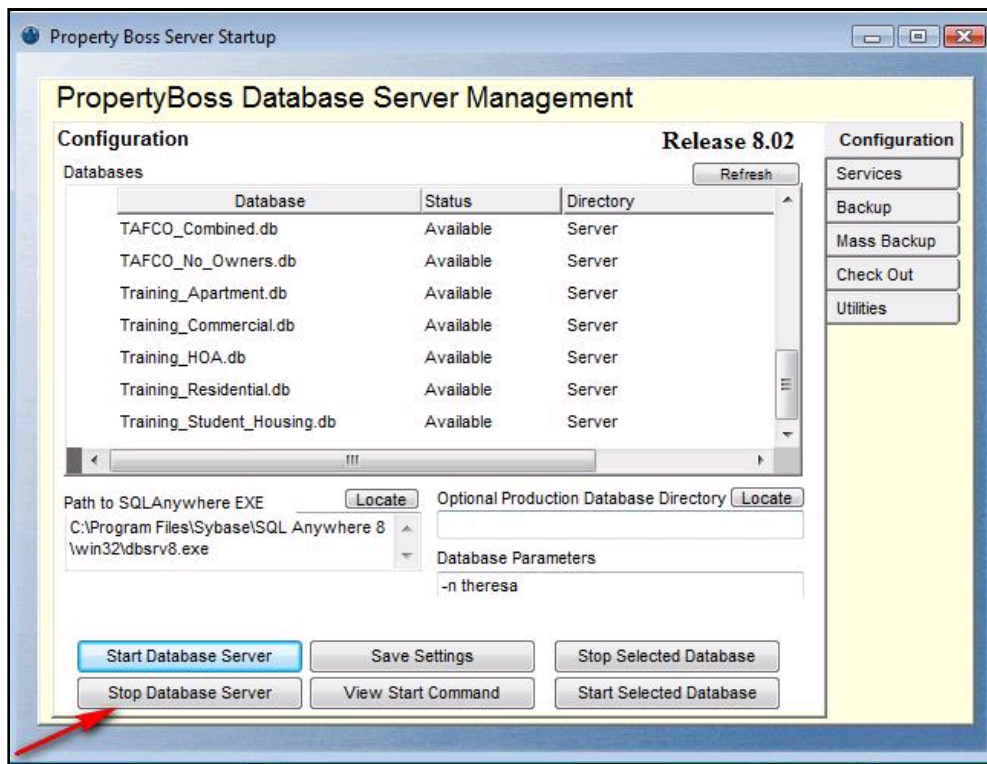 Property Boss Server Startup
PropertyBoss Database Server Management
Configuration
Release 8.02
Databases
Refresh
Database Status Directory
TAFCO_Combined.db Available Server
TAFCO_No_Owners.db Available Server
Training_Apartment.db Available Server
Training_Commercial.db Available Server
Training_HOA.db Available Server
Training_Residential.db Available Server
Training_Student_Housing.db Available Server
Path to SQLAnywhere EXE
Locate
C:\Program Files\Sybase\SQL Anywhere 8
\win32\dbsrv8.exe
Optional Production Database Directory
Locate
Database Parameters
-n theresa
Start Database Server
Save Settings
Stop Selected Database
Stop Database Server
View Start Command
Start Selected Database
Configuration
Services
Backup
Mass Backup
Check Out
Utilities